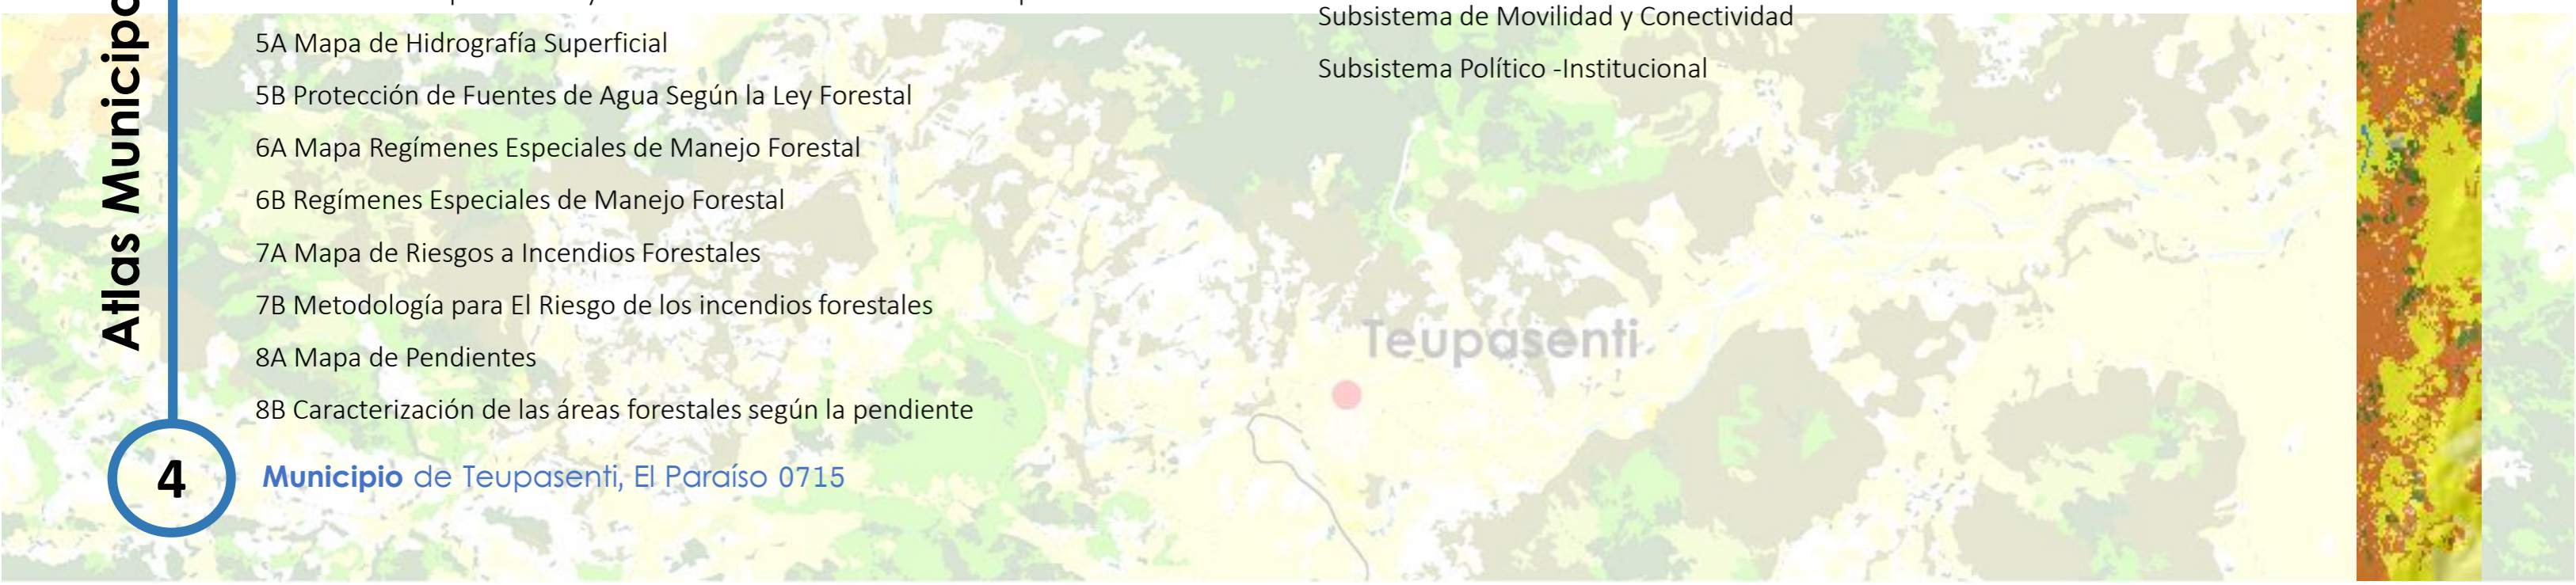 Atlas Municipa
5A Mapa de Hidrografía Superficial
5B Protección de Fuentes de Agua Según la Ley Forestal
6A Mapa Regímenes Especiales de Manejo Forestal
6B Regímenes Especiales de Manejo Forestal
7A Mapa de Riesgos a Incendios Forestales
7B Metodología para El Riesgo de los incendios forestales
8A Mapa de Pendientes
8B Caracterización de las áreas forestales según la pendiente
Subsistema de Movilidad y Conectividad
Subsistema Político -Institucional
Teupasenti
4
Municipio de Teupasenti, El Paraíso 0715